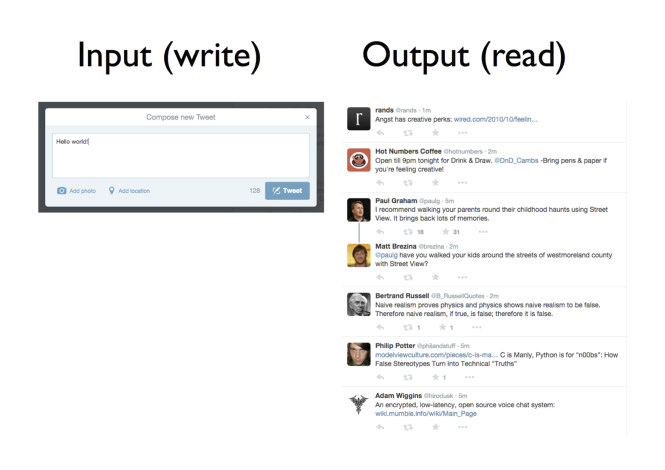 Input (write)
Output (read)
Compose new Tweet
×
Hello world!
Add photo
Add location
128
Tweet
r
rands @rands · 1m
Angst has creative perks: wired.com/2010/10/feelin…
Hot Numbers Coffee @hotnumbers · 2m
Open till 9pm tonight for Drink & Draw. @DnD_Cambs -Bring pens & paper if
you're feeling creative!
Paul Graham @paulg · 5m
I recommend walking your parents round their childhood haunts using Street
View. It brings back lots of memories.
18
31
Matt Brezina @brezina · 2m
@paulg have you walked your kids around the streets of westmoreland county
with Street View?
Bertrand Russell @B_RussellQuotes · 2m
Naive realism proves physics and physics shows naive realism to be false.
Therefore naive realism, if true, is false; therefore it is false.
1
1
Philip Potter @philandstuff · 5m
modelviewculture.com/pieces/c-is-ma… C is Manly, Python is for "n00bs": How
False Stereotypes Turn Into Technical "Truths"
1
Adam Wiggins @hirodusk · 5m
An encrypted, low-latency, open source voice chat system:
wiki.mumble.info/wiki/Main_Page